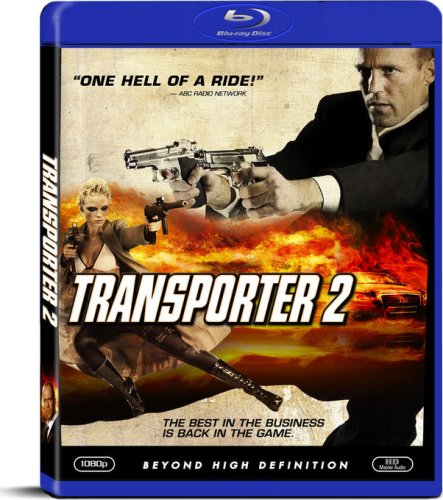 Blu-ray Disc
"ONE HELL OF A RIDE!"
— ABC RADIO NETWORK
TRANSPORTER 2
TRANSPORTER 2
THE BEST IN THE BUSINESS
IS BACK IN THE GAME.
1080p
BEYOND HIGH DEFINITION
HD
Master Audio